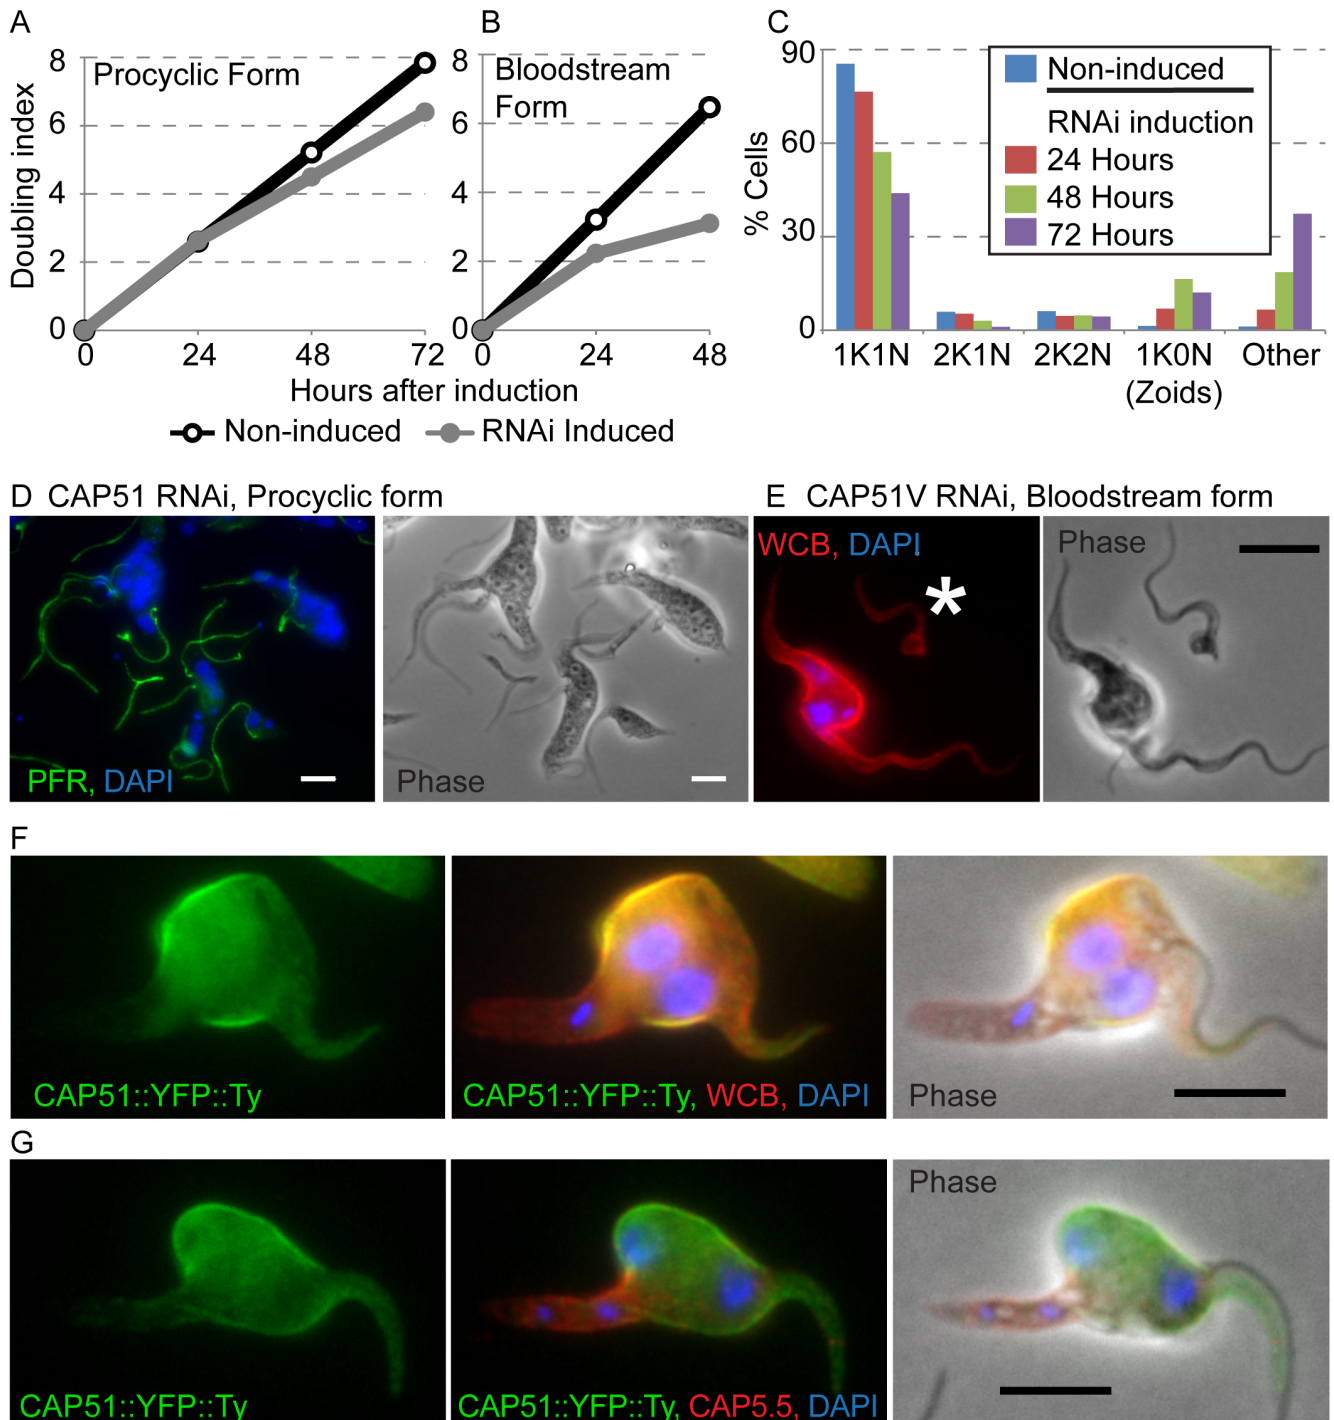 A
B
C
Procyclic Form
Bloodstream
Form
Doubling index
8
6
4
2
0
0
24
48
72
8
6
4
2
0
0
24
48
Hours after induction
Non-induced
RNAi Induced
% Cells
90
60
30
0
Non-induced
RNAi induction
24 Hours
48 Hours
72 Hours
1K1N
2K1N
2K2N
1K0N
(Zoids)
Other
D CAP51 RNAi, Procyclic form
PFR, DAPI
Phase
E CAP51V RNAi, Bloodstream form
WCB, DAPI
*
Phase
F
CAP51::YFP::Ty
CAP51::YFP::Ty, WCB, DAPI
Phase
G
CAP51::YFP::Ty
CAP51::YFP::Ty, CAP5.5, DAPI
Phase